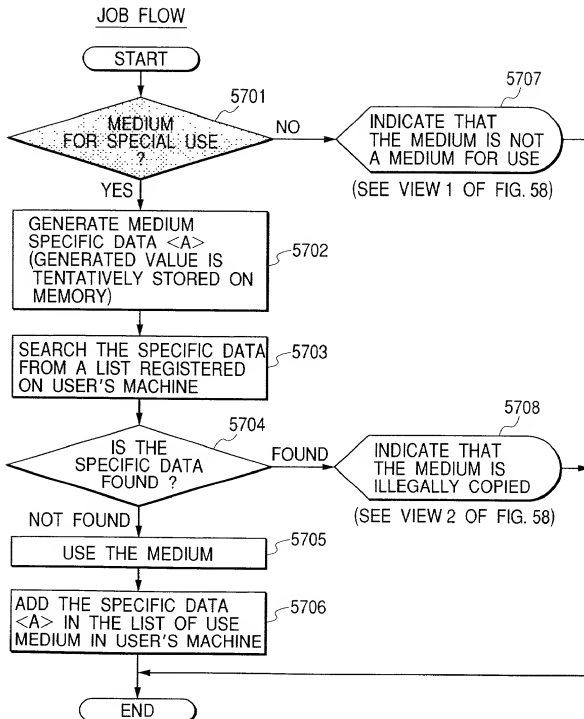 JOB FLOW
START
5701
MEDIUM
FOR SPECIAL USE
?
NO
YES
5707
INDICATE THAT
THE MEDIUM IS NOT
A MEDIUM FOR USE
(SEE VIEW 1 OF FIG. 58)
GENERATE MEDIUM
SPECIFIC DATA <A>
(GENERATED VALUE IS
TENTATIVELY STORED ON
MEMORY)
5702
SEARCH THE SPECIFIC DATA
FROM A LIST REGISTERED
ON USER'S MACHINE
5703
5704
IS THE
SPECIFIC DATA
FOUND ?
FOUND
NOT FOUND
5708
INDICATE THAT
THE MEDIUM IS
ILLEGALLY COPIED
(SEE VIEW 2 OF FIG. 58)
USE THE MEDIUM
5705
ADD THE SPECIFIC DATA
<A> IN THE LIST OF USE
MEDIUM IN USER'S MACHINE
5706
END